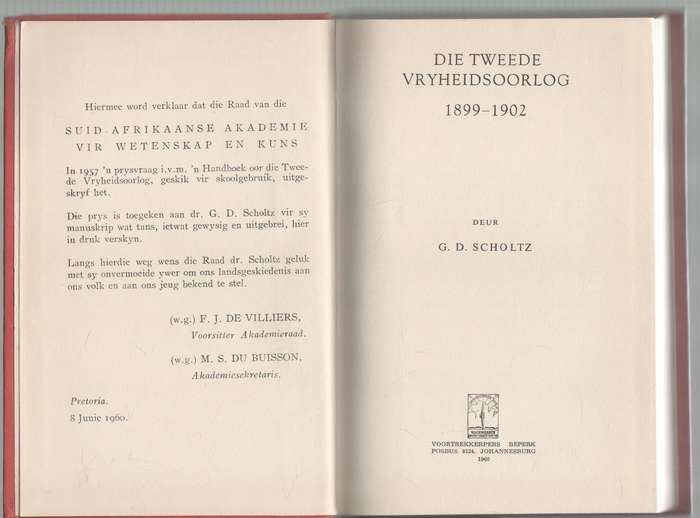 Hiermee word verklaar dat die Raad van die
SUID-AFRIKAANSE AKADEMIE
VIR WETENSKAP EN KUNS
In 1957 'n prysvraag i.v.m. 'n Handboek oor die Twee-
de Vryheidsoorlog, geskik vir skoolgebruik, uitge-
skryf het.
Die prys is toegeken aan dr. G. D. Scholtz vir sy
manuskrip wat tans, ietwat gewysig en uitgebrei, hier
in druk verskyn.
Langs hierdie weg wens die Raad dr. Scholtz geluk
met sy onvermoeide ywer om ons landsgeskiedenis aan
ons volk en aan ons jeug bekend te stel.
(w.g.) F. J. DE VILLIERS,
Voorsitter Akademieraad.
(w.g.) M. S. DU BUISSON,
Akademiesekretaris.
Pretoria.
8 Junie 1960.
DIE TWEEDE
VRYHEIDSOORLOG
1899–1902
DEUR
G. D. SCHOLTZ
VOORTREKKERPERS BEPERK
POSBUS 8124, JOHANNESBURG
1960